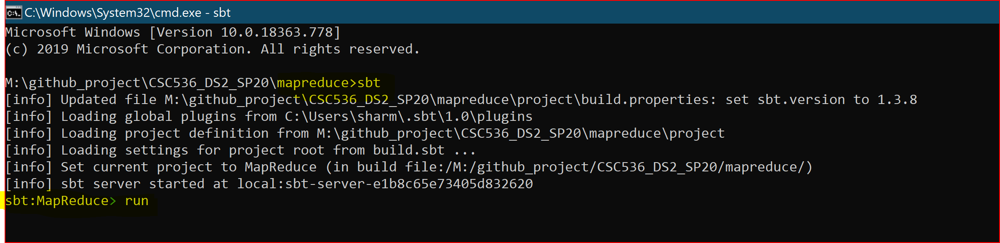 C:\Windows\System32\cmd.exe - sbt
Microsoft Windows [Version 10.0.18363.778]
(c) 2019 Microsoft Corporation. All rights reserved.
M:\github_project\CSC536_DS2_SP20\mapreduce>sbt
[info] Updated file M:\github_project\CSC536_DS2_SP20\mapreduce\project\build.properties: set sbt.version to 1.3.8
[info] Loading global plugins from C:\Users\sharm\.sbt\1.0\plugins
[info] Loading project definition from M:\github_project\CSC536_DS2_SP20\mapreduce\project
[info] Loading settings for project root from build.sbt ...
[info] Set current project to MapReduce (in build file:/M:/github_project/CSC536_DS2_SP20/mapreduce/)
[info] sbt server started at local:sbt-server-e1b8c65e73405d832620
sbt:MapReduce> run